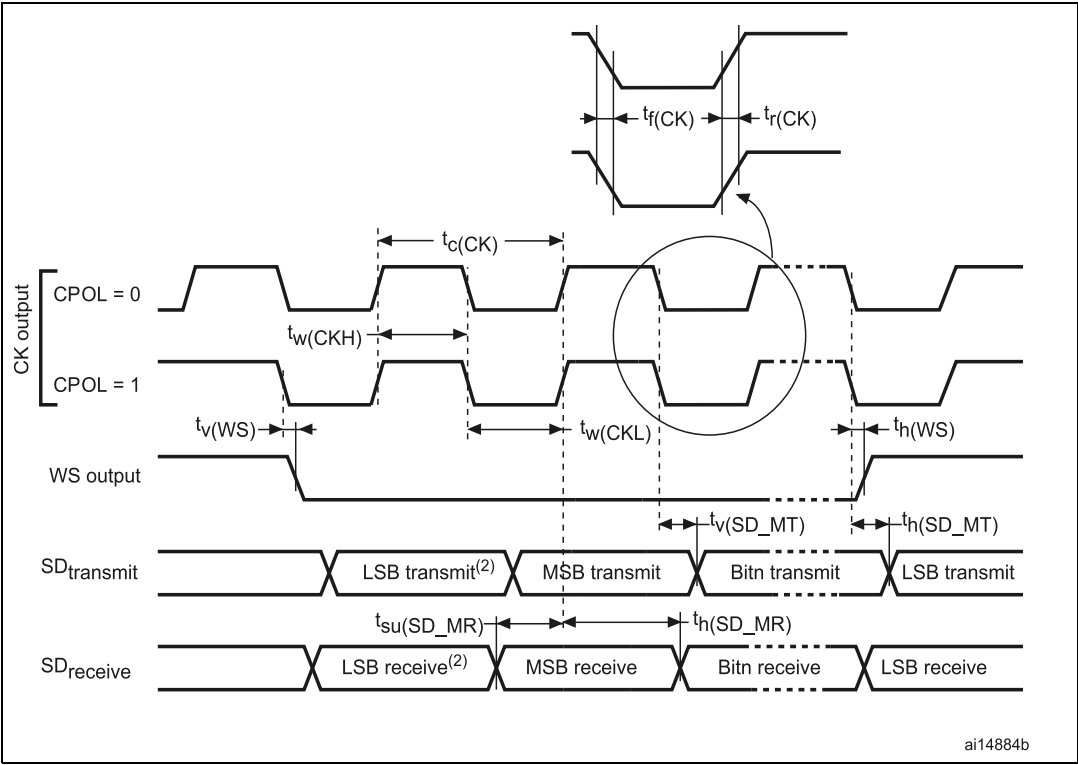 tf(CK)
tr(CK)
tc(CK)
CK output
CPOL = 0
tw(CKH)
CPOL = 1
tv(WS)
tw(CKL)
th(WS)
WS output
tv(SD_MT)
th(SD_MT)
SDtransmit
LSB transmit(2)
MSB transmit
Bitn transmit
LSB transmit
tsu(SD_MR)
th(SD_MR)
SDreceive
LSB receive(2)
MSB receive
Bitn receive
LSB receive
ai14884b